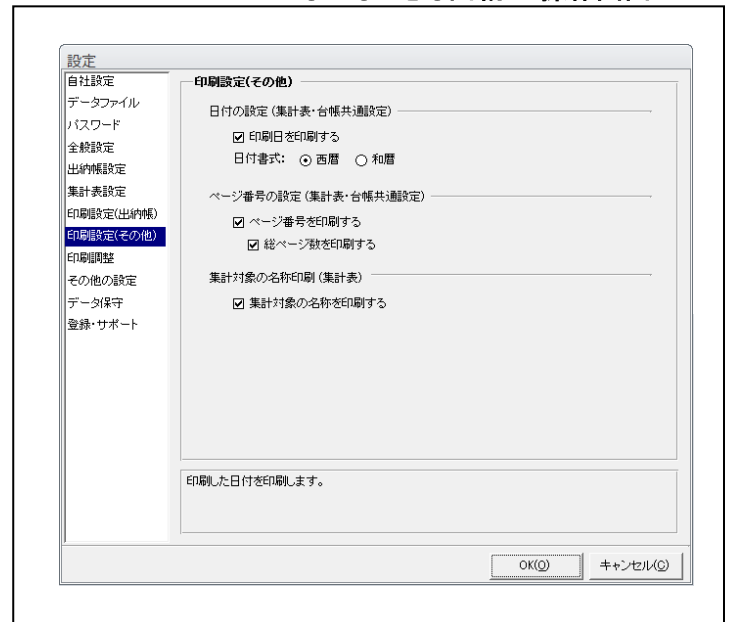 設定
自社設定
データファイル
パスワード
全般設定
出納帳設定
集計表設定
印刷設定(出納帳)
印刷設定(その他)
印刷調整
その他の設定
データ保守
登録・サポート
印刷設定(その他)
日付の設定(集計表・台帳共通設定)
印刷日を印刷する
日付書式: 西暦 和暦
ページ番号の設定(集計表・台帳共通設定)
ページ番号を印刷する
総ページ数を印刷する
集計対象の名称印刷(集計表)
集計対象の名称を印刷する
印刷した日付を印刷します。
OK(O) キャンセル(C)